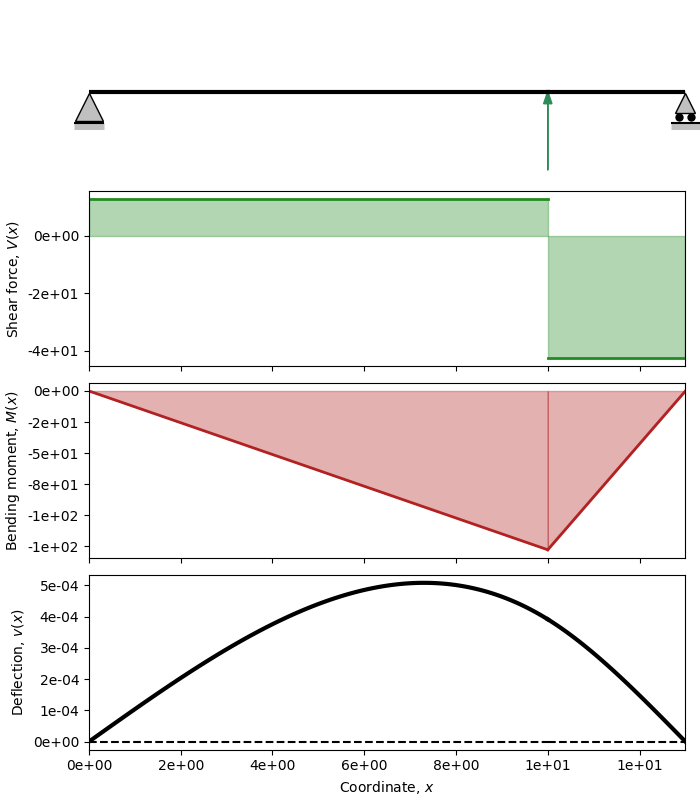 Shear force, V(x)
0e+00
-2e+01
-4e+01
Bending moment, M(x)
0e+00
-2e+01
-5e+01
-8e+01
-1e+02
-1e+02
Deflection, v(x)
5e-04
4e-04
3e-04
2e-04
1e-04
0e+00
0e+00 2e+00 4e+00 6e+00 8e+00 1e+01 1e+01
Coordinate, x